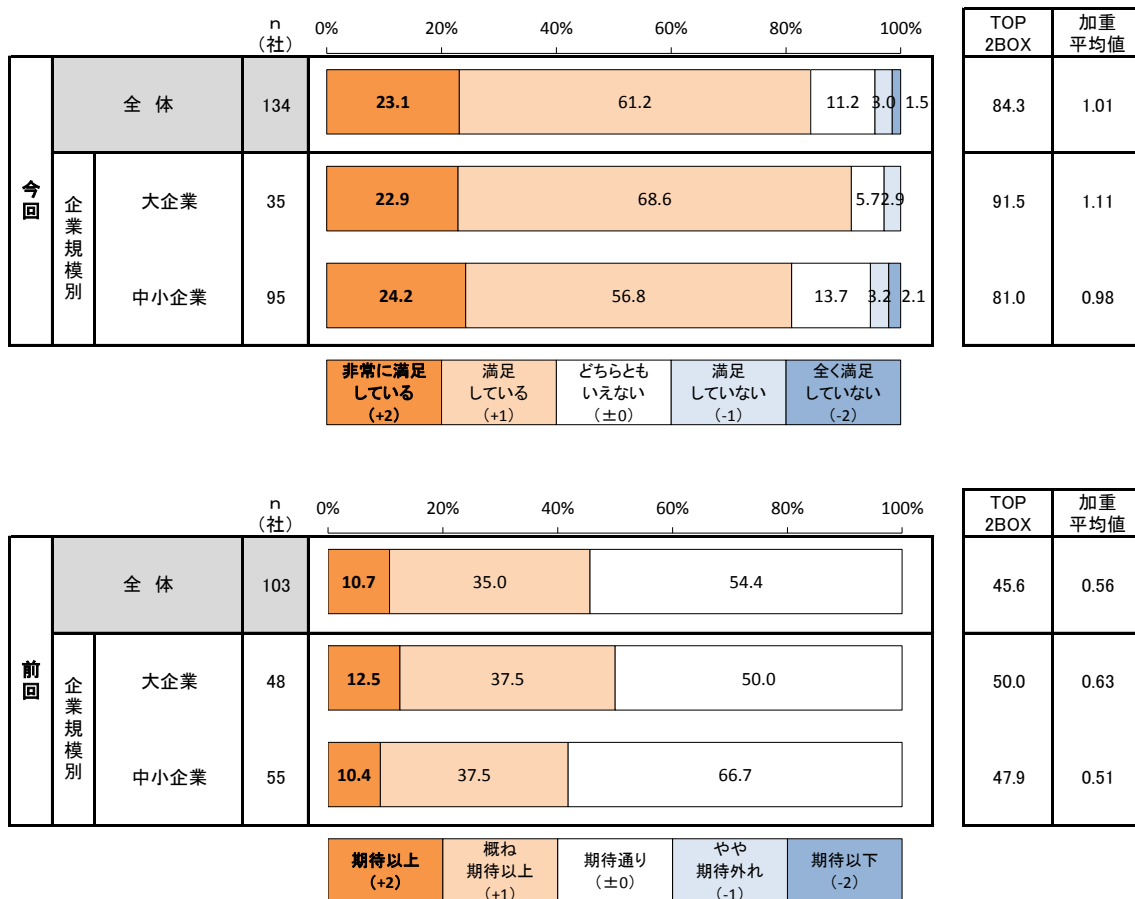 n
（社）
0% 20% 40% 60% 80% 100%
TOP
2BOX
加重
平均値
今回
全 体 134 23.1 61.2 11.2 3.0 1.5 84.3 1.01
企業規模別
大企業 35 22.9 68.6 5.7 2.9 91.5 1.11
中小企業 95 24.2 56.8 13.7 3.2 2.1 81.0 0.98
非常に満足
している
(+2)
満足
している
(+1)
どちらとも
いえない
(±0)
満足
していない
(-1)
全く満足
していない
(-2)
n
（社）
0% 20% 40% 60% 80% 100%
TOP
2BOX
加重
平均値
前回
全 体 103 10.7 35.0 54.4 45.6 0.56
企業規模別
大企業 48 12.5 37.5 50.0 50.0 0.63
中小企業 55 10.4 37.5 66.7 47.9 0.51
期待以上
(+2)
概ね
期待以上
(+1)
期待通り
(±0)
やや
期待外れ
(-1)
期待以下
(-2)